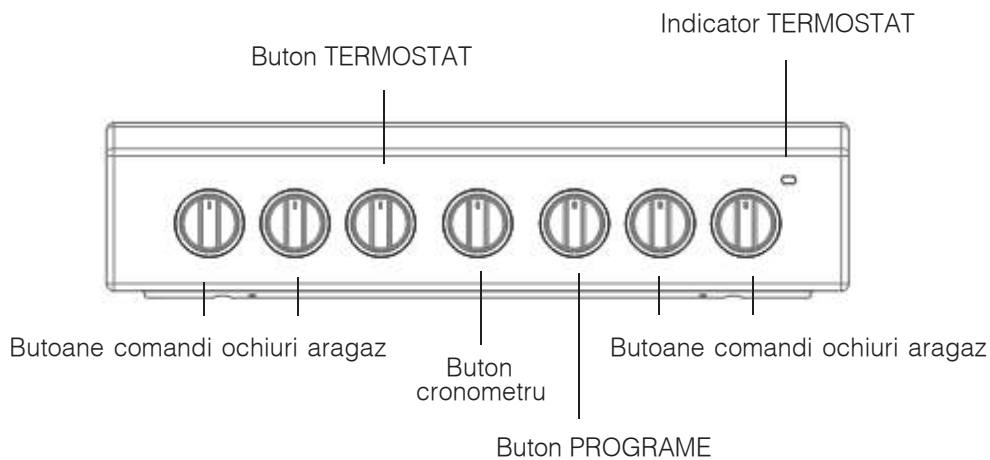 Indicator TERMOSTAT
Buton TERMOSTAT
Butoane comandi ochiuri aragaz
Butoane comandi ochiuri aragaz
Buton
cronometru
Buton PROGRAME